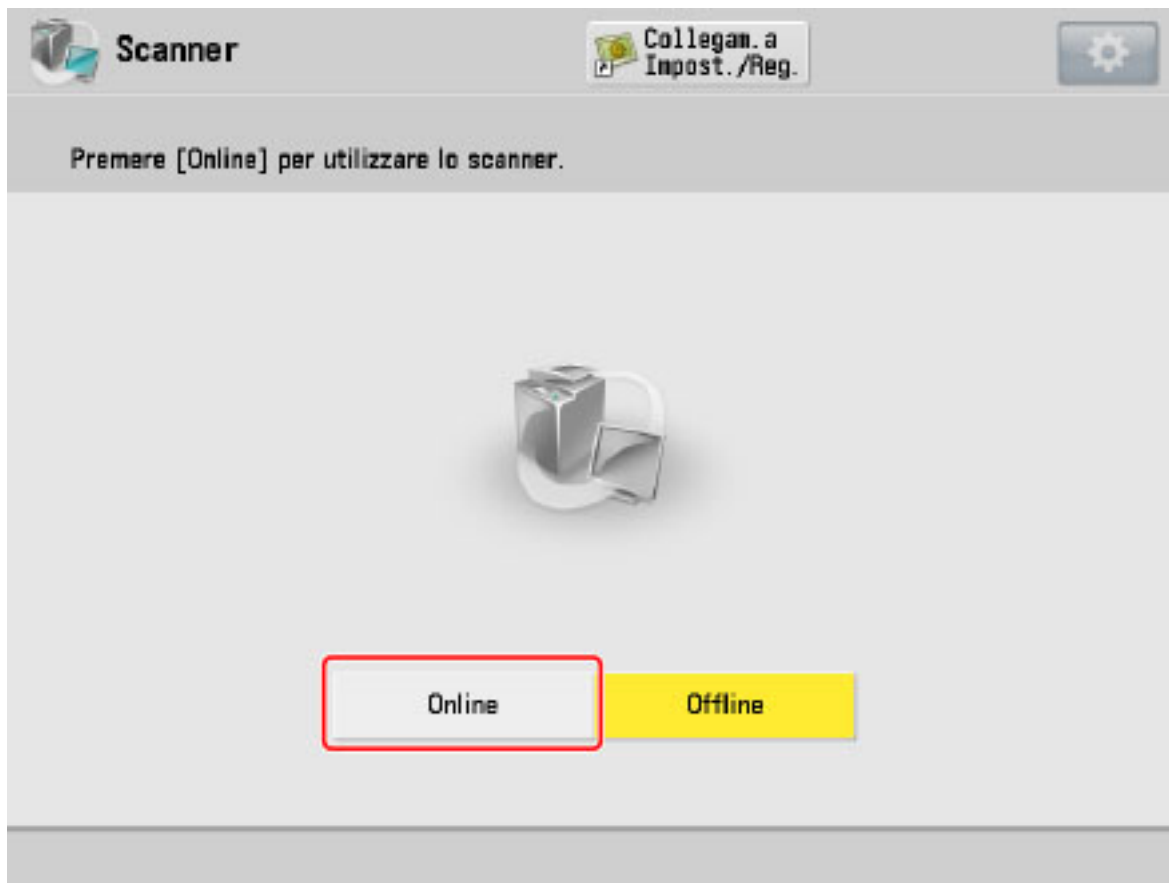 Scanner
Collegam.a
Impost./Reg.
Premere [Online] per utilizzare lo scanner.
Online
Offline